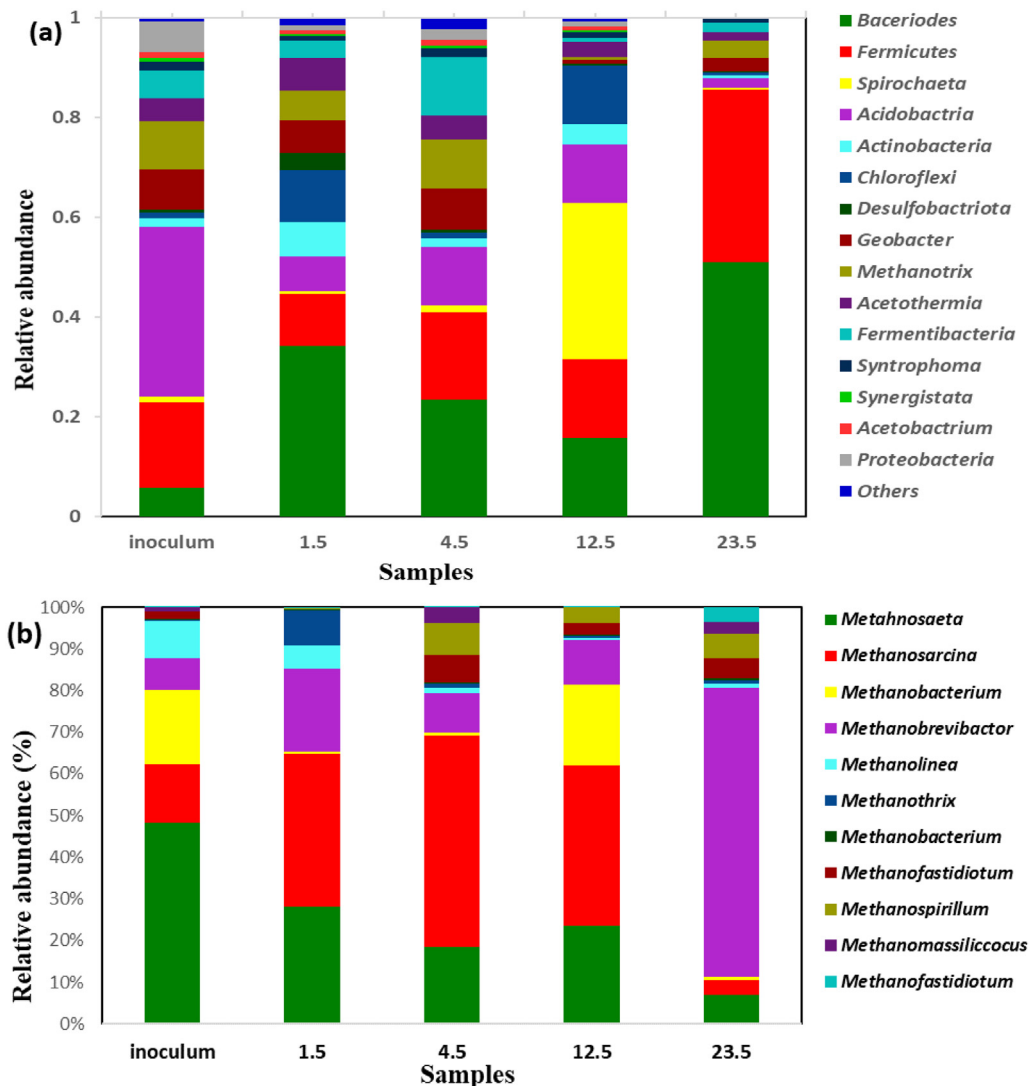 (a)
Relative abundance
1
0.8
0.6
0.4
0.2
0
inoculum 1.5 4.5 12.5 23.5
Samples
Baceriodes
Fermicutes
Spirochaeta
Acidobactria
Actinobacteria
Chloroflexi
Desulfobactriota
Geobacter
Methanotrix
Acetothermia
Fermentibacteria
Syntrophoma
Synergistata
Acetobactrium
Proteobacteria
Others
(b)
Relative abundance (%)
100%
90%
80%
70%
60%
50%
40%
30%
20%
10%
0%
inoculum 1.5 4.5 12.5 23.5
Samples
Metahnosaeta
Methanosarcina
Methanobacterium
Methanobrevibactor
Methanolinea
Methanothrix
Methanobacterium
Methanofastidiotum
Methanospirillum
Methanomassiliccocus
Methanofastidiotum